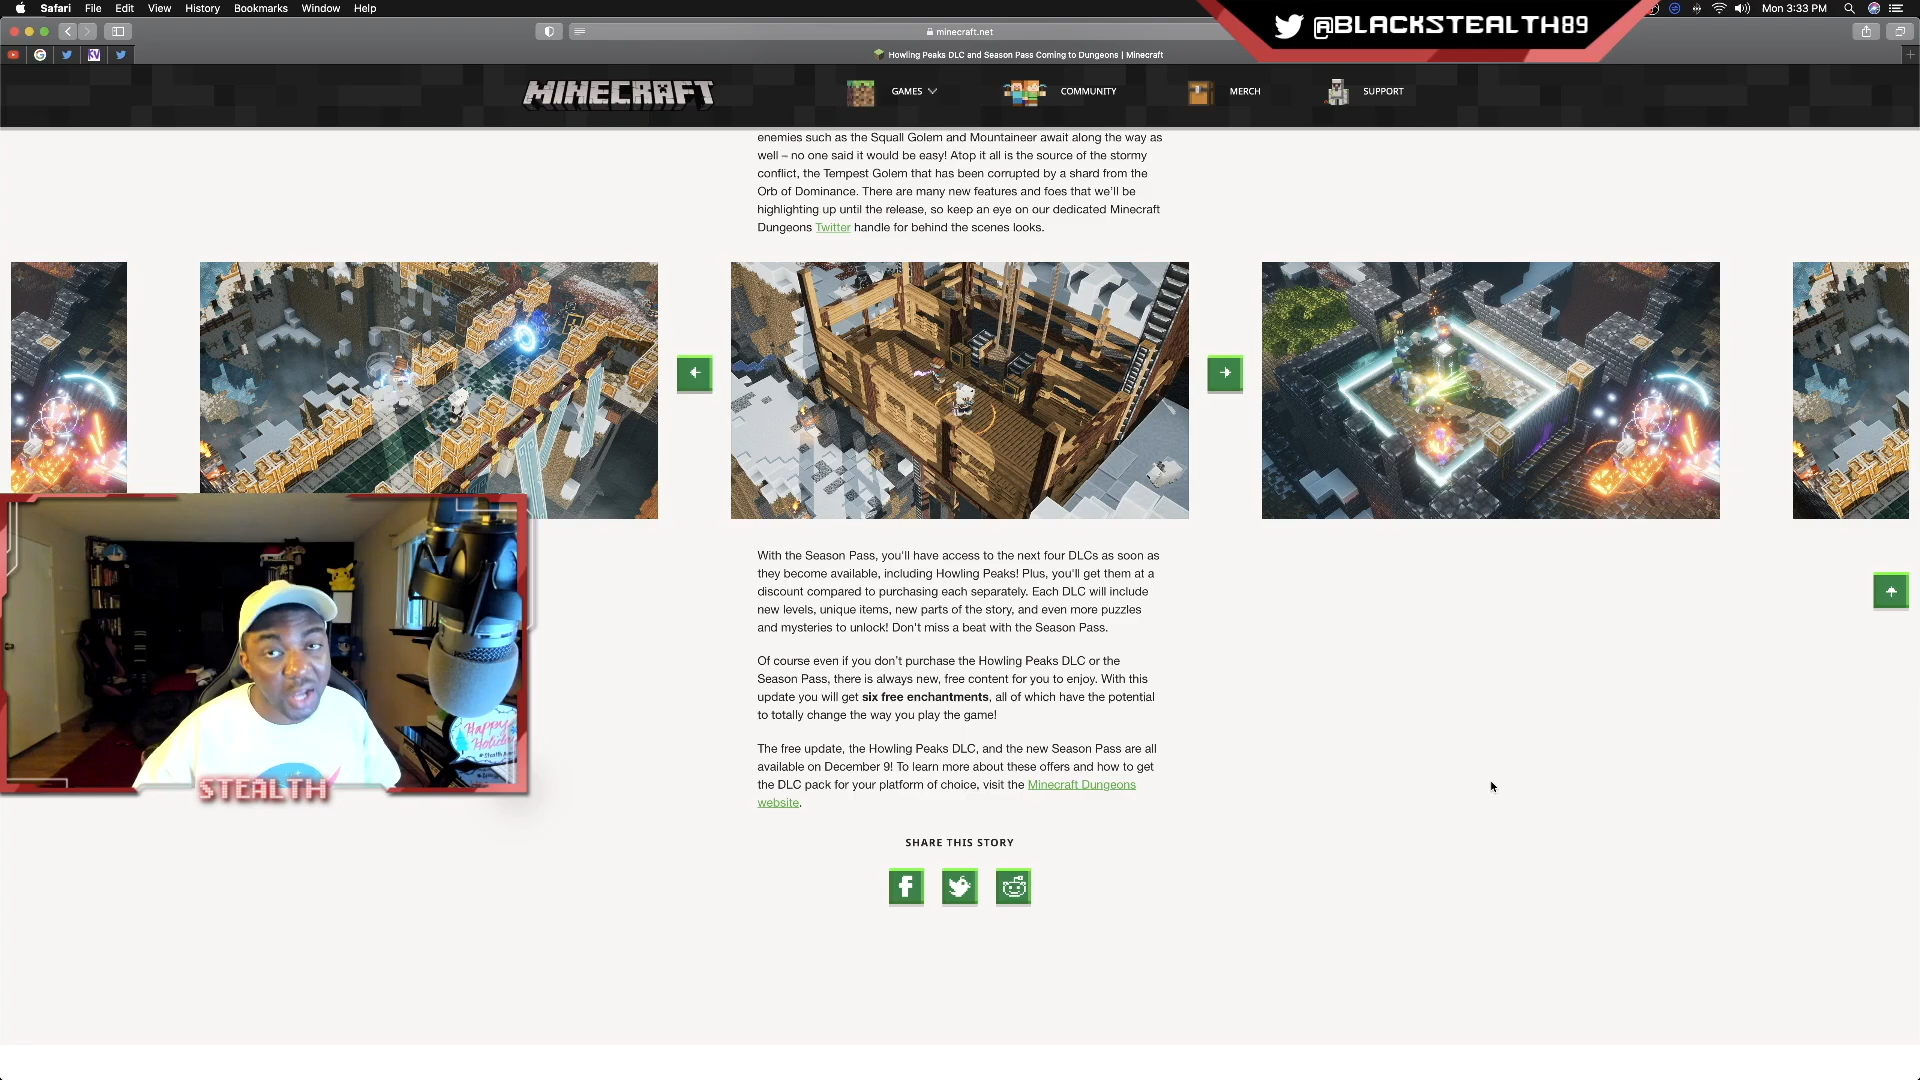 Safari File Edit View History Bookmarks Window Help
Mon 3:33 PM
@BLACKSTEALTH89
minecraft.net
Howling Peaks DLC and Season Pass Coming to Dungeons | Minecraft
MINECRAFT
GAMES
COMMUNITY
MERCH
SUPPORT
enemies such as the Squall Golem and Mountaineer await along the way as
well – no one said it would be easy! Atop it all is the source of the stormy
conflict, the Tempest Golem that has been corrupted by a shard from the
Orb of Dominance. There are many new features and foes that we'll be
highlighting up until the release, so keep an eye on our dedicated Minecraft
Dungeons Twitter handle for behind the scenes looks.
With the Season Pass, you'll have access to the next four DLCs as soon as
they become available, including Howling Peaks! Plus, you'll get them at a
discount compared to purchasing each separately. Each DLC will include
new levels, unique items, new parts of the story, and even more puzzles
and mysteries to unlock! Don't miss a beat with the Season Pass.
Of course even if you don't purchase the Howling Peaks DLC or the
Season Pass, there is always new, free content for you to enjoy. With this
update you will get six free enchantments, all of which have the potential
to totally change the way you play the game!
The free update, the Howling Peaks DLC, and the new Season Pass are all
available on December 9! To learn more about these offers and how to get
the DLC pack for your platform of choice, visit the Minecraft Dungeons
website.
SHARE THIS STORY
Happy
STEALTH